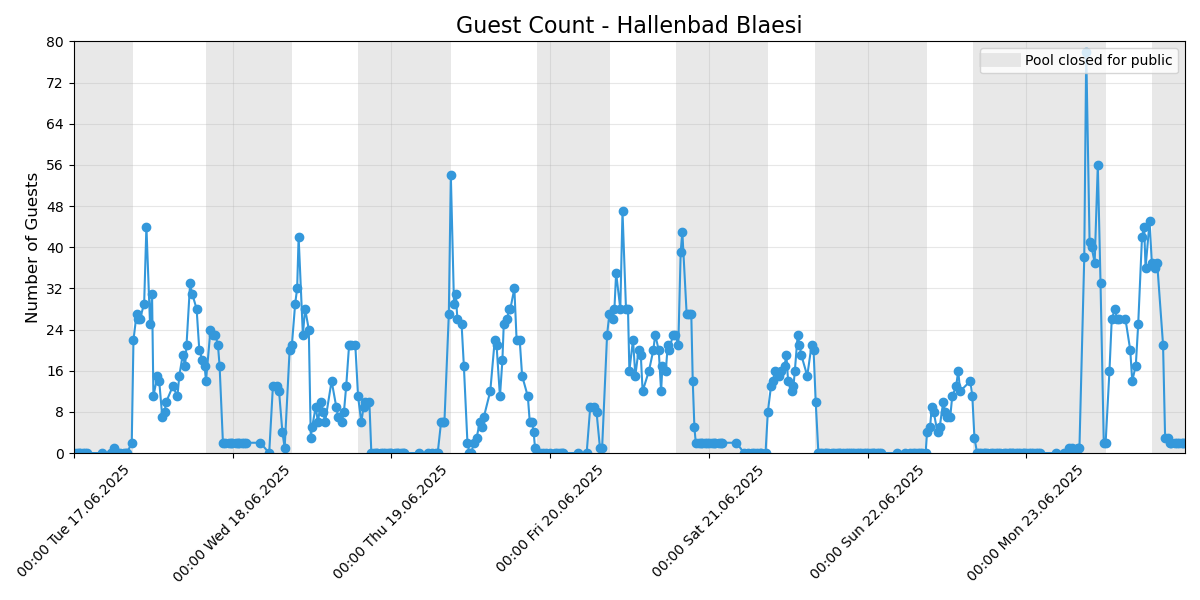 Guest Count - Hallenbad Blaesi
Number of Guests
80
72
64
56
48
40
32
24
16
8
0
Pool closed for public
00:00 Tue 17.06.2025
00:00 Wed 18.06.2025
00:00 Thu 19.06.2025
00:00 Fri 20.06.2025
00:00 Sat 21.06.2025
00:00 Sun 22.06.2025
00:00 Mon 23.06.2025